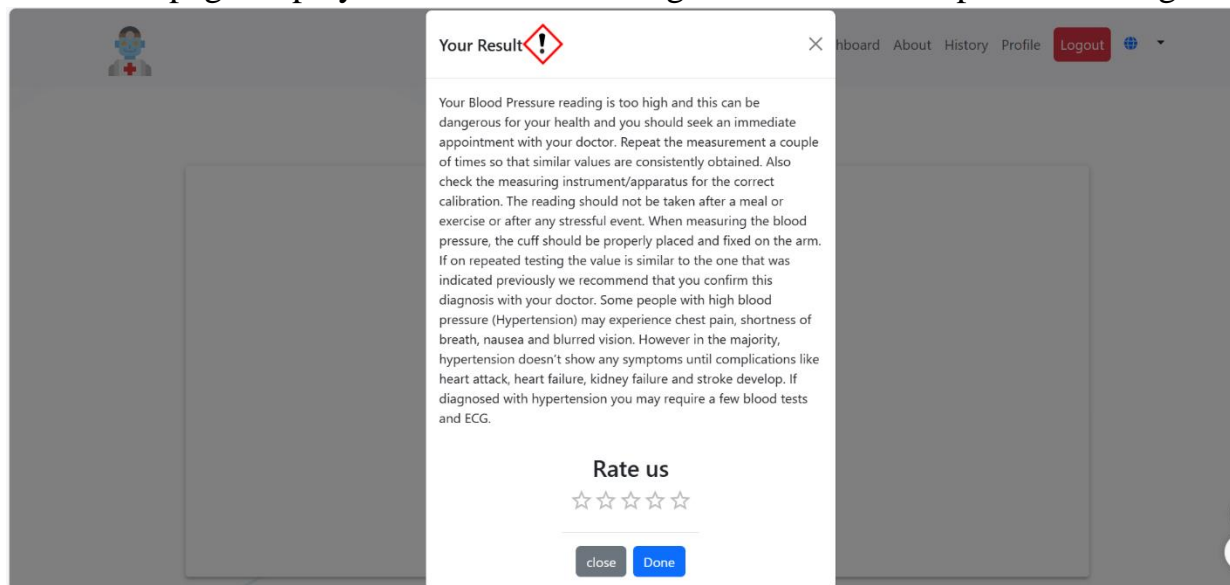 Your Result
hboard About History Profile Logout
Your Blood Pressure reading is too high and this can be
dangerous for your health and you should seek an immediate
appointment with your doctor. Repeat the measurement a couple
of times so that similar values are consistently obtained. Also
check the measuring instrument/apparatus for the correct
calibration. The reading should not be taken after a meal or
exercise or after any stressful event. When measuring the blood
pressure, the cuff should be properly placed and fixed on the arm.
If on repeated testing the value is similar to the one that was
indicated previously we recommend that you confirm this
diagnosis with your doctor. Some people with high blood
pressure (Hypertension) may experience chest pain, shortness of
breath, nausea and blurred vision. However in the majority,
hypertension doesn't show any symptoms until complications like
heart attack, heart failure, kidney failure and stroke develop. If
diagnosed with hypertension you may require a few blood tests
and ECG.
Rate us
close Done